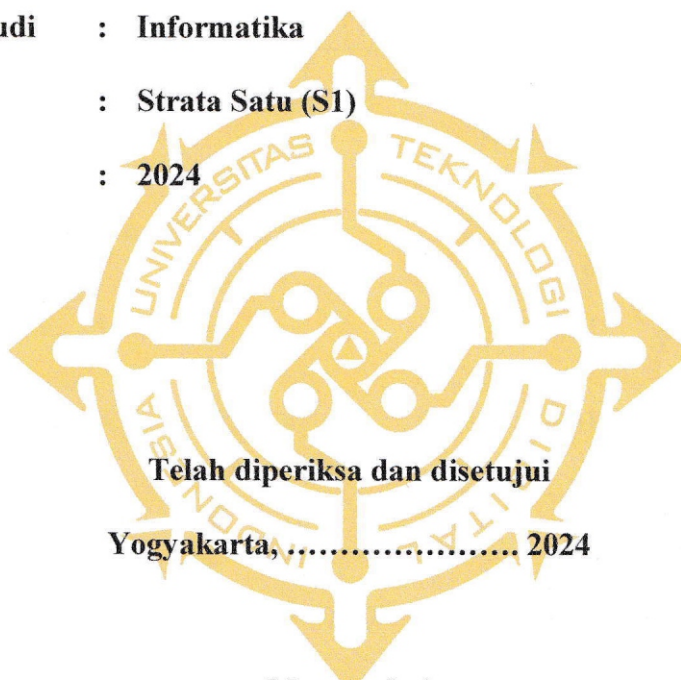 udi : Informatika
: Strata Satu (S1)
: 2024
UNIVERSITAS TEKNOLOGI DIGITAL INDONESIA
Telah diperiksa dan disetujui
Yogyakarta, ...................... 2024